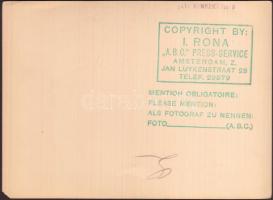 COPYRIGHT BY:
I. RONA
„A.B.C." PRESS-SERVICE
AMSTERDAM, Z.
JAN LUYKENSTRAAT 28
TELEF. 29879
MENTION OBLIGATOIRE:
PLEASE MENTION:
ALS FOTOGRAF ZU NENNEN:
FOTO (A.B.C.)